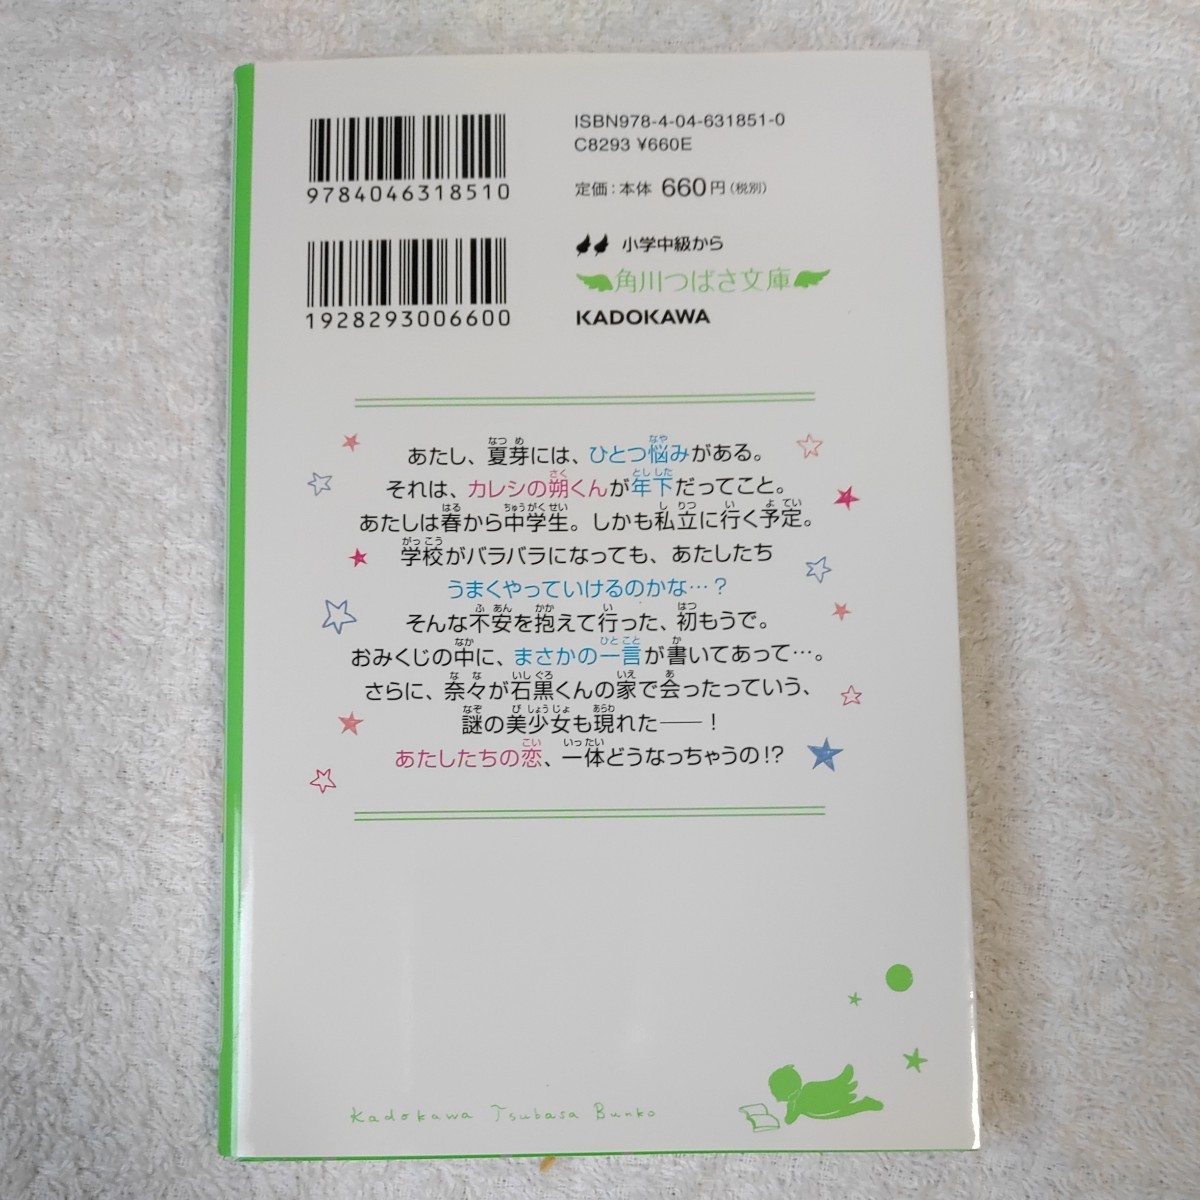 ISBN978-4-04-631851-0
C8293 ¥660E
9784046318510
定価：本体 660円（税別）
小学中級から
角川つばさ文庫
KADOKAWA
1928293006600
あたし、夏芽には、ひとつ悩みがある。
それは、カレシの朔くんが年下だってこと。
あたしは春から中学生。しかも私立に行く予定。
学校がバラバラになっても、あたしたち
うまくやっていけるのかな…？
そんな不安を抱えて行った、初もうで。
おみくじの中に、まさかの一言が書いてあって…。
さらに、奈々が石黒くんの家で会ったっていう、
謎の美少女も現れた――！
あたしたちの恋、一体どうなっちゃうの!?
Kadokawa Tsubasa Bunko